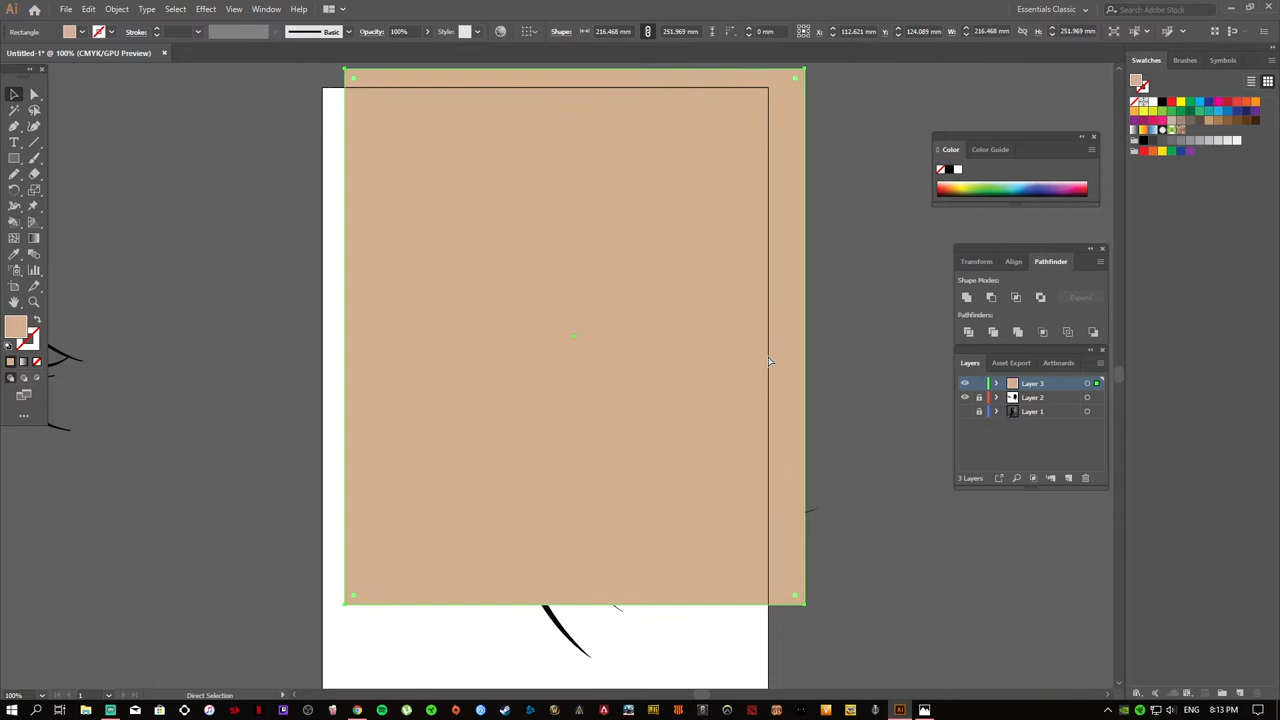 Ai File Edit Object Type Select Effect View Window Help Essentials Classic Search Adobe Stock
Rectangle Stroke: Basic Opacity: 100% Style: Shape: 216.468 mm 251.969 mm 0 mm X: 112.621 mm Y: 124.089 mm W: 216.468 mm H: 251.969 mm
Untitled-1* @ 100% (CMYK/GPU Preview)
Swatches Brushes Symbols
Color Color Guide
Transform Align Pathfinder
Shape Modes:
Expand
Pathfinders:
Layers Asset Export Artboards
Layer 3
Layer 2
Layer 1
3 Layers
100% 1 Direct Selection
ENG 8:13 PM